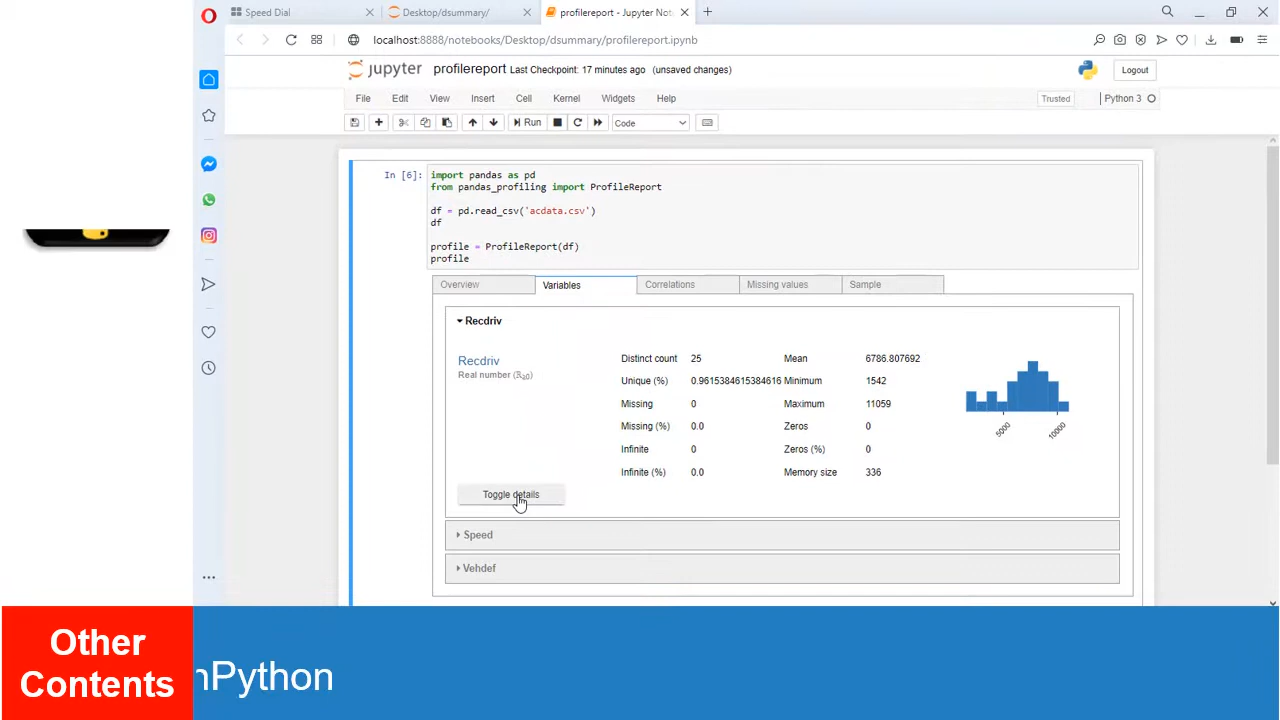 Speed Dial
Desktop/dsummary/
profilereport - Jupyter Not
localhost:8888/notebooks/Desktop/dsummary/profilereport.ipynb
jupyter profilereport Last Checkpoint: 17 minutes ago (unsaved changes)
Logout
File Edit View Insert Cell Kernel Widgets Help
Trusted
Python 3
Run
Code
In [6]:
import pandas as pd
from pandas_profiling import ProfileReport
df = pd.read_csv('acdata.csv')
df
profile = ProfileReport(df)
profile
Overview Variables Correlations Missing values Sample
Recdriv
Recdriv
Real number (ℝ≥0)
Distinct count 25 Mean 6786.807692
Unique (%) 0.9615384615384616 Minimum 1542
Missing 0 Maximum 11059
Missing (%) 0.0 Zeros 0
Infinite 0 Zeros (%) 0
Infinite (%) 0.0 Memory size 336
5000
10000
Toggle details
Speed
Vehdef
Other
Contents
nPython